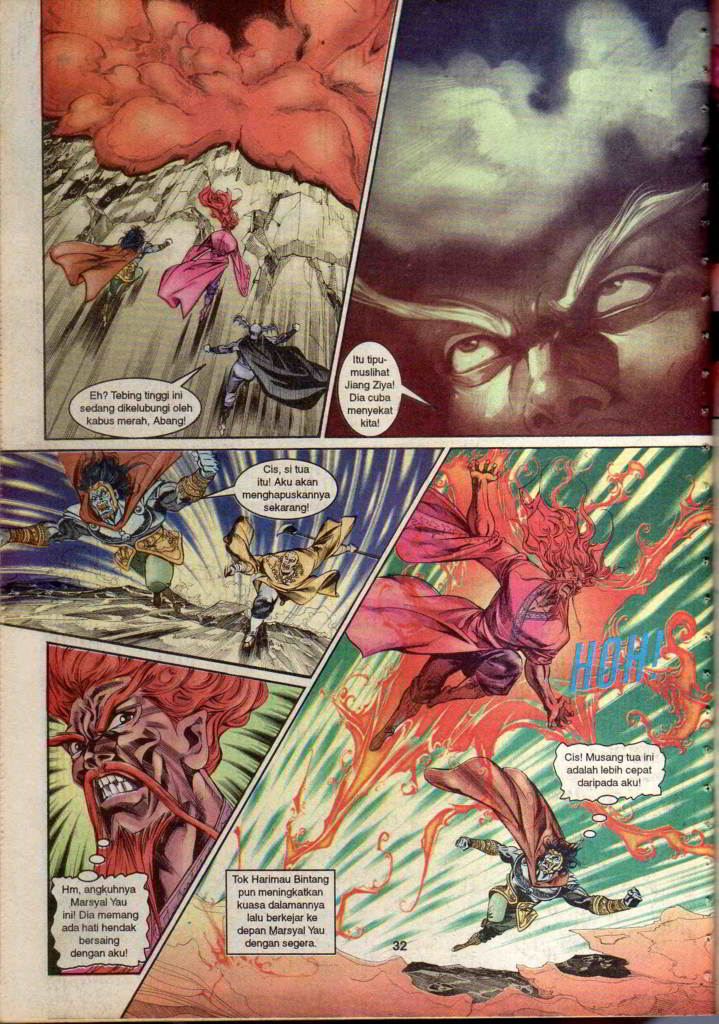 Eh? Tebing tinggi ini
sedang dikelubungi oleh
kabus merah, Abang!
Itu tipu-
muslihat
Jiang Ziya!
Dia cuba
menyekat
kita!
Cis, si tua
itu! Aku akan
menghapuskannya
sekarang!
HOH!
Cis! Musang tua ini
adalah lebih cepat
daripada aku!
Hm, angkuhnya
Marsyal Yau
ini! Dia memang
ada hati hendak
bersaing
dengan aku!
Tok Harimau Bintang
pun meningkatkan
kuasa dalamannya
lalu berkejar ke
depan Marsyal Yau
dengan segera.
32